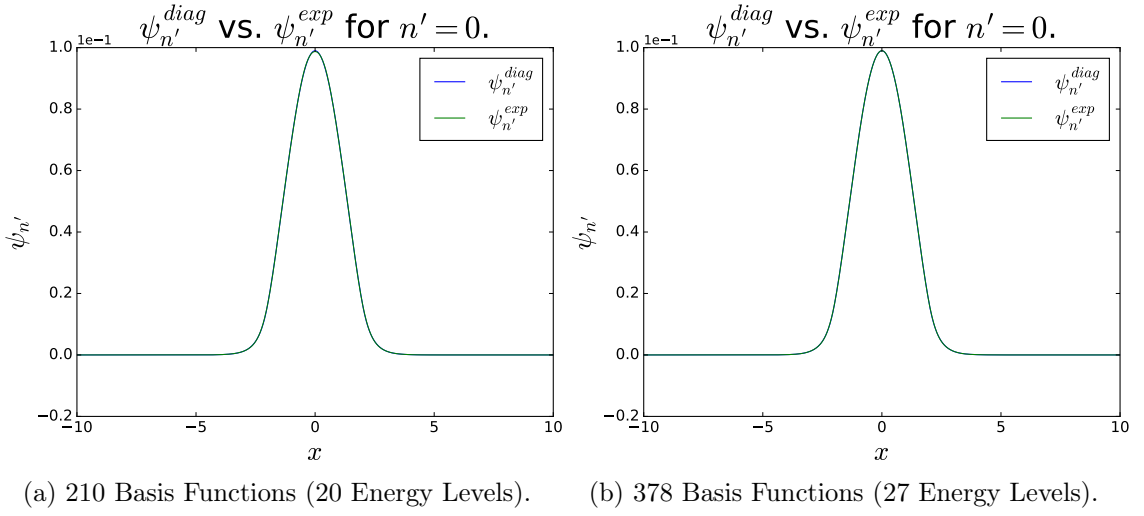 ψ_{n'}^{diag} vs. ψ_{n'}^{exp} for n' = 0.
1e−1
1.0
0.8
0.6
0.4
0.2
0.0
−0.2
ψ_{n'}
−10 −5 0 5 10
x
ψ_{n'}^{diag}
ψ_{n'}^{exp}
(a) 210 Basis Functions (20 Energy Levels).
ψ_{n'}^{diag} vs. ψ_{n'}^{exp} for n' = 0.
1e−1
1.0
0.8
0.6
0.4
0.2
0.0
−0.2
ψ_{n'}
−10 −5 0 5 10
x
ψ_{n'}^{diag}
ψ_{n'}^{exp}
(b) 378 Basis Functions (27 Energy Levels).